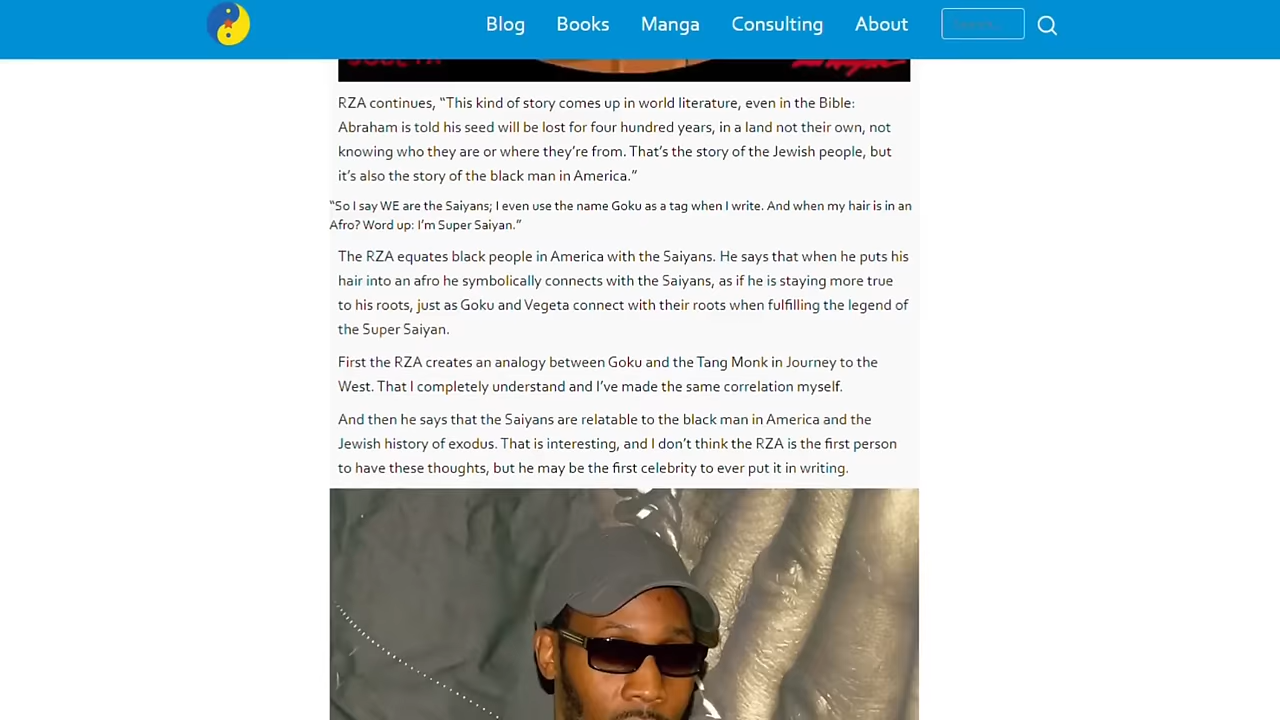 Blog Books Manga Consulting About
RZA continues, “This kind of story comes up in world literature, even in the Bible:
Abraham is told his seed will be lost for four hundred years, in a land not their own, not
knowing who they are or where they’re from. That’s the story of the Jewish people, but
it’s also the story of the black man in America.”
“So I say WE are the Saiyans; I even use the name Goku as a tag when I write. And when my hair is in an
Afro? Word up: I’m Super Saiyan.”
The RZA equates black people in America with the Saiyans. He says that when he puts his
hair into an afro he symbolically connects with the Saiyans, as if he is staying more true
to his roots, just as Goku and Vegeta connect with their roots when fulfilling the legend of
the Super Saiyan.
First the RZA creates an analogy between Goku and the Tang Monk in Journey to the
West. That I completely understand and I’ve made the same correlation myself.
And then he says that the Saiyans are relatable to the black man in America and the
Jewish history of exodus. That is interesting, and I don’t think the RZA is the first person
to have these thoughts, but he may be the first celebrity to ever put it in writing.